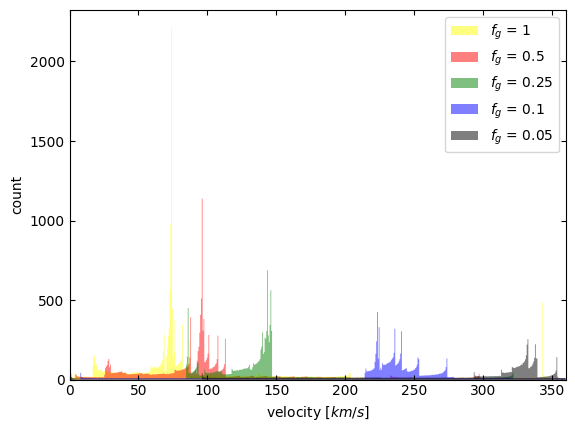 2000
1500
1000
500
0
count
0 50 100 150 200 250 300 350
velocity [km/s]
f_g = 1
f_g = 0.5
f_g = 0.25
f_g = 0.1
f_g = 0.05